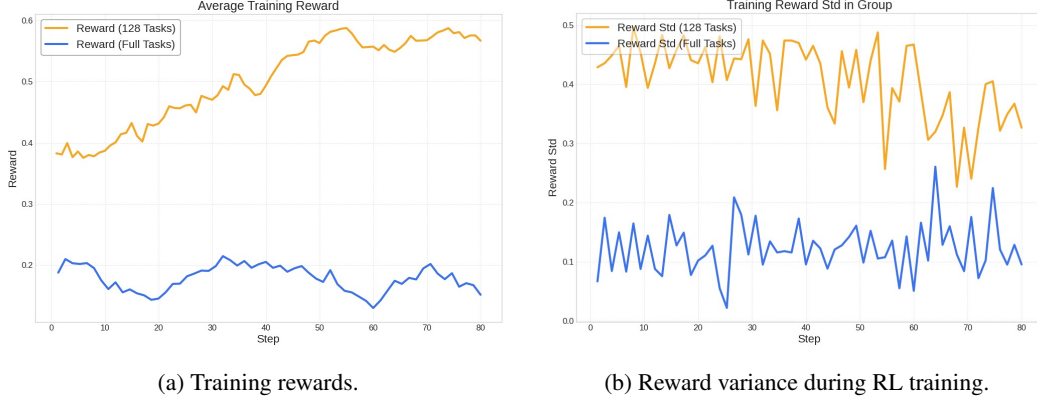 Average Training Reward
Reward (128 Tasks)
Reward (Full Tasks)
0.6
0.5
0.4
0.3
0.2
Reward
0
10
20
30
40
50
60
70
80
Step
(a) Training rewards.
Training Reward Std in Group
Reward Std (128 Tasks)
Reward Std (Full Tasks)
0.5
0.4
0.3
0.2
0.1
0.0
Reward Std
0
10
20
30
40
50
60
70
80
Step
(b) Reward variance during RL training.